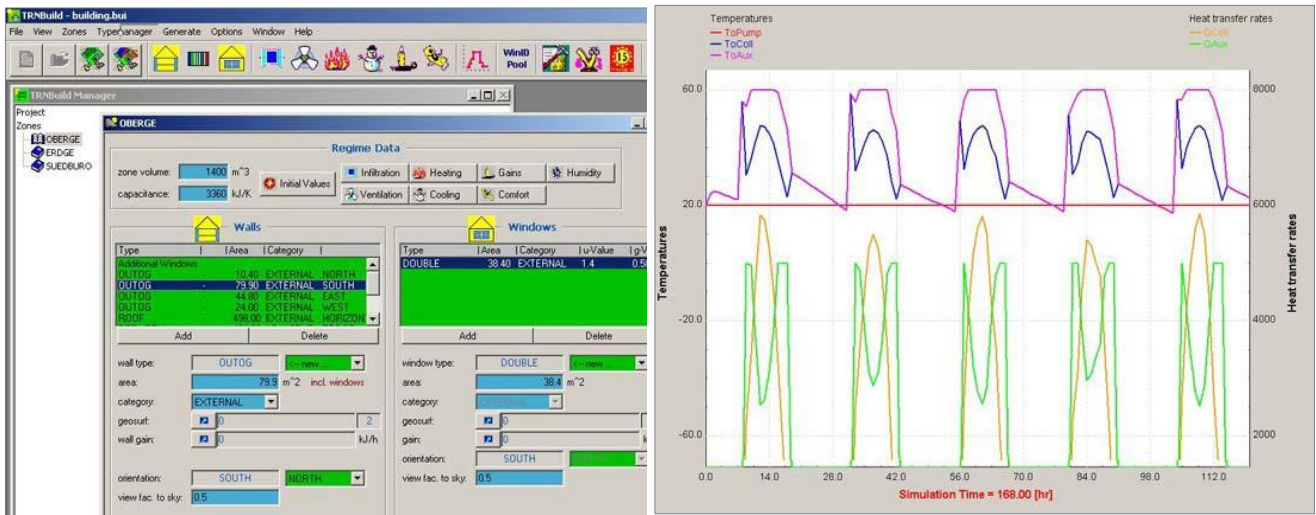 TRNBuild - building.bui
File View Zones Typemanager Generate Options Window Help
WinID Pool
15
TRNBuild Manager
Project
Zones
OBERGE
ERDGE
SUEDBURO
OBERGE
Regime Data
zone volume: 1400 m^3
capacitance: 3360 kJ/K
Initial Values
Infiltration Heating Gains Humidity
Ventilation Cooling Comfort
Walls
Type | Area | Category |
Additional Windows
OUTOG - 10.40 EXTERNAL NORTH
OUTOG - 79.90 EXTERNAL SOUTH
OUTOG - 44.80 EXTERNAL EAST
OUTOG - 24.00 EXTERNAL WEST
ROOF - 498.00 EXTERNAL HORIZON
Add Delete
wall type: OUTOG <-- new ...
area: 79.9 m^2 incl. windows
category: EXTERNAL
geosurf: 0 2
wall gain: 0 kJ/h
orientation: SOUTH NORTH
view fac. to sky: 0.5
Windows
Type | Area | Category | u-Value | g-V
DOUBLE 38.40 EXTERNAL 1.4 0.5
Add Delete
window type: DOUBLE <-- new ...
area: 38.4 m^2
category: EXTERNAL
geosurf: 0
gain: 0
orientation: SOUTH
view fac. to sky: 0.5
Temperatures
ToPump
ToColl
ToAux
Heat transfer rates
QColl
QAux
60.0
20.0
-20.0
-60.0
Temperatures
8000
6000
4000
2000
Heat transfer rates
0.0 14.0 28.0 42.0 56.0 70.0 84.0 98.0 112.0
Simulation Time = 168.00 [hr]